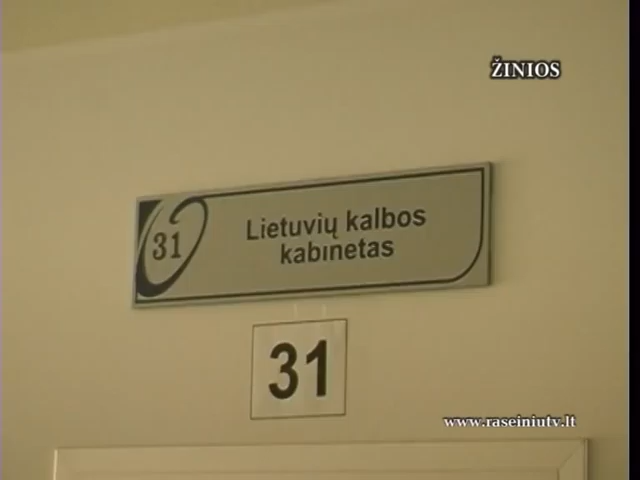 ŽINIOS
31
Lietuvių kalbos
kabinetas
31
www.raseiniutv.lt